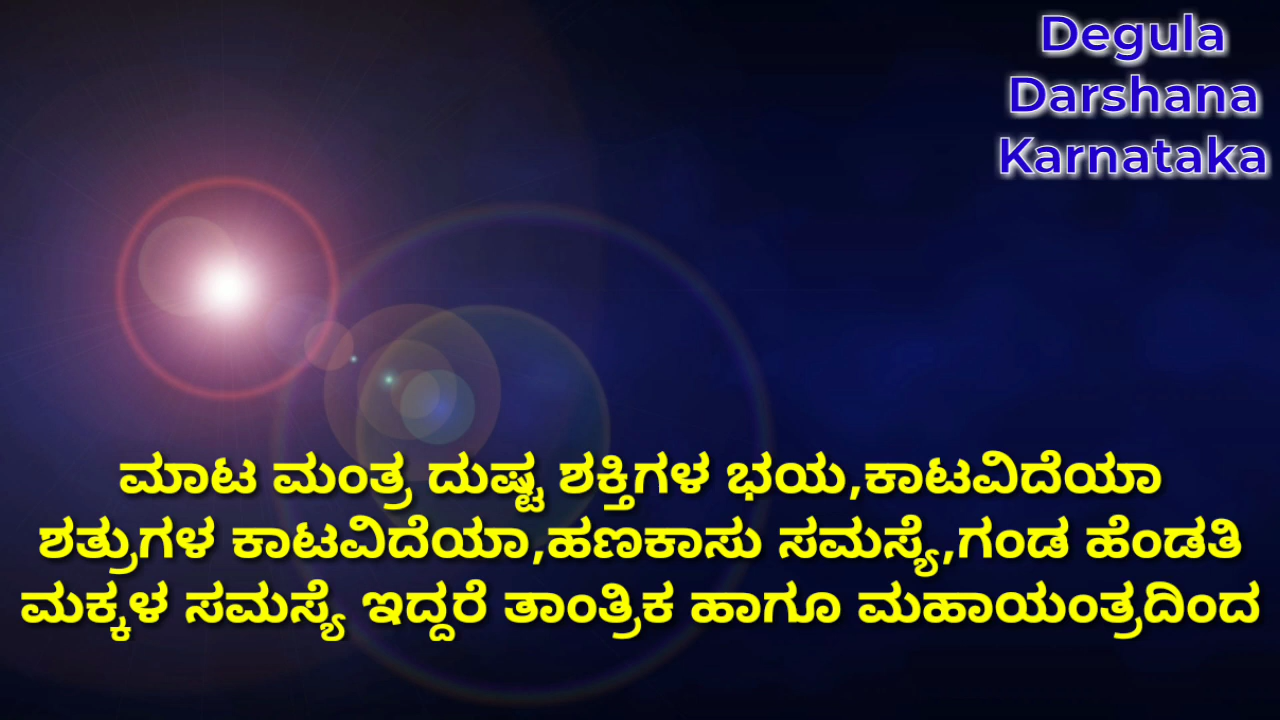 Degula
Darshana
Karnataka
ಮಾಟ ಮಂತ್ರ ದುಷ್ಟ ಶಕ್ತಿಗಳ ಭಯ,ಕಾಟವಿದೆಯಾ
ಶತ್ರುಗಳ ಕಾಟವಿದೆಯಾ,ಹಣಕಾಸು ಸಮಸ್ಯೆ,ಗಂಡ ಹೆಂಡತಿ
ಮಕ್ಕಳ ಸಮಸ್ಯೆ ಇದ್ದರೆ ತಾಂತ್ರಿಕ ಹಾಗೂ ಮಹಾಯಂತ್ರದಿಂದ